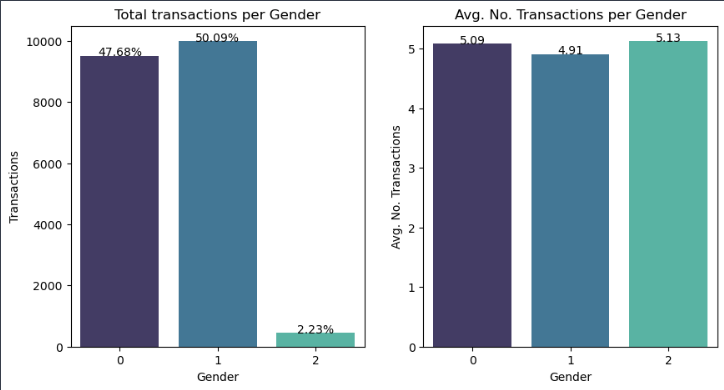 Total transactions per Gender
Transactions
10000
8000
6000
4000
2000
0
47.68%
50.09%
2.23%
0 1 2
Gender
Avg. No. Transactions per Gender
Avg. No. Transactions
5
4
3
2
1
0
5.09
4.91
5.13
0 1 2
Gender